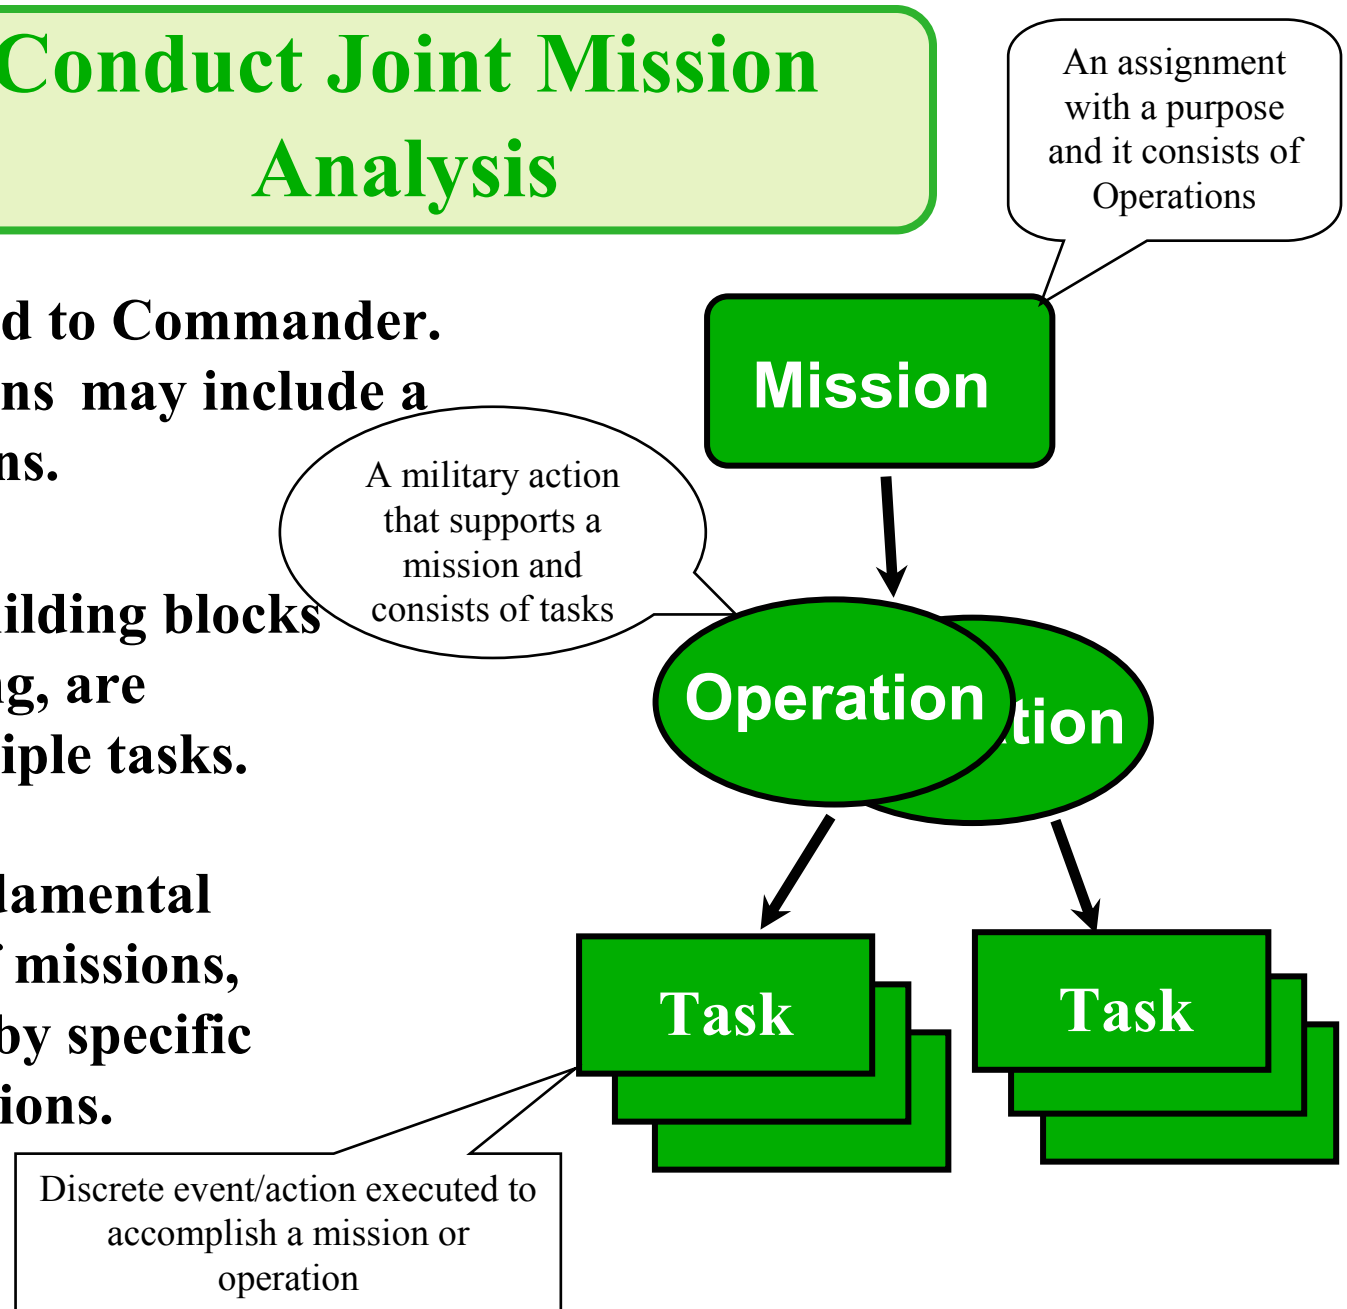 Conduct Joint Mission
Analysis
An assignment
with a purpose
and it consists of
Operations
d to Commander.
ns may include a
ns.
ilding blocks
ng, are
iple tasks.
damental
f missions,
by specific
ions.
Mission
A military action
that supports a
mission and
consists of tasks
Operation
tion
Task
Task
Discrete event/action executed to
accomplish a mission or
operation